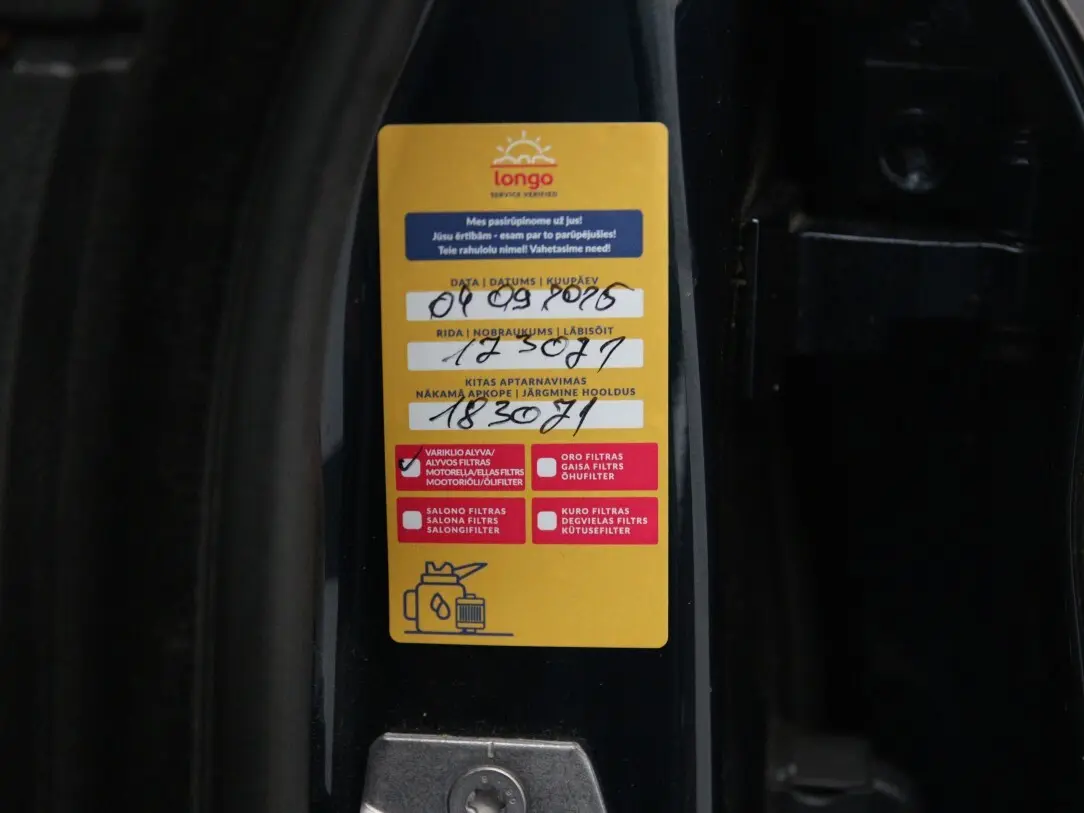 longo
SERVICE VERIFIED
Mes pasirūpinome už jus!
Jūsu ērtībām - esam par to parūpējušies!
Teie rahulolu nimel! Vahetasime need!
DATA | DATUMS | KUUPÄEV
04 09 2025
RIDA | NOBRAUKUMS | LÄBISÕIT
173071
KITAS APTARNAVIMAS
NĀKAMĀ APKOPE | JÄRGMINE HOOLDUS
183071
VARIKLIO ALYVA/
ALYVOS FILTRAS
MOTOREĻĻA/EĻĻAS FILTRS
MOOTORIÕLI/ÕLIFILTER
ORO FILTRAS
GAISA FILTRS
ÕHUFILTER
SALONO FILTRAS
SALONA FILTRS
SALONGIFILTER
KURO FILTRAS
DEGVIELAS FILTRS
KÜTUSEFILTER